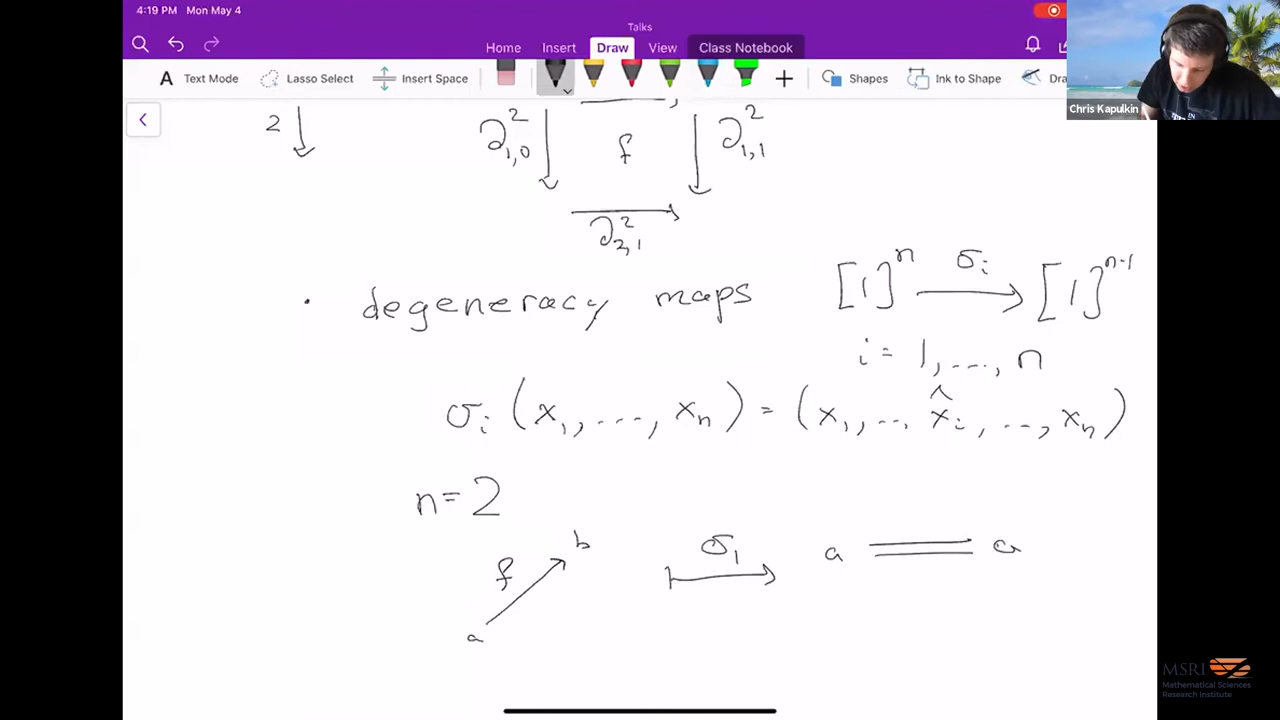 4:19 PM Mon May 4
Talks
Home Insert Draw View Class Notebook
Text Mode Lasso Select Insert Space Shapes Ink to Shape Dra
Chris Kapulkin
2 ∂²₁,₀ f ∂²₁,₁
∂²₂,₁
• degeneracy maps [1]ⁿ σᵢ → [1]ⁿ⁻¹
i = 1, ..., n
σᵢ (x₁, ..., xₙ) = (x₁, ... x̂ᵢ, ..., xₙ)
n = 2
f a b σ₁ ↦ a = a
MSRI
Mathematical Sciences
Research Institute